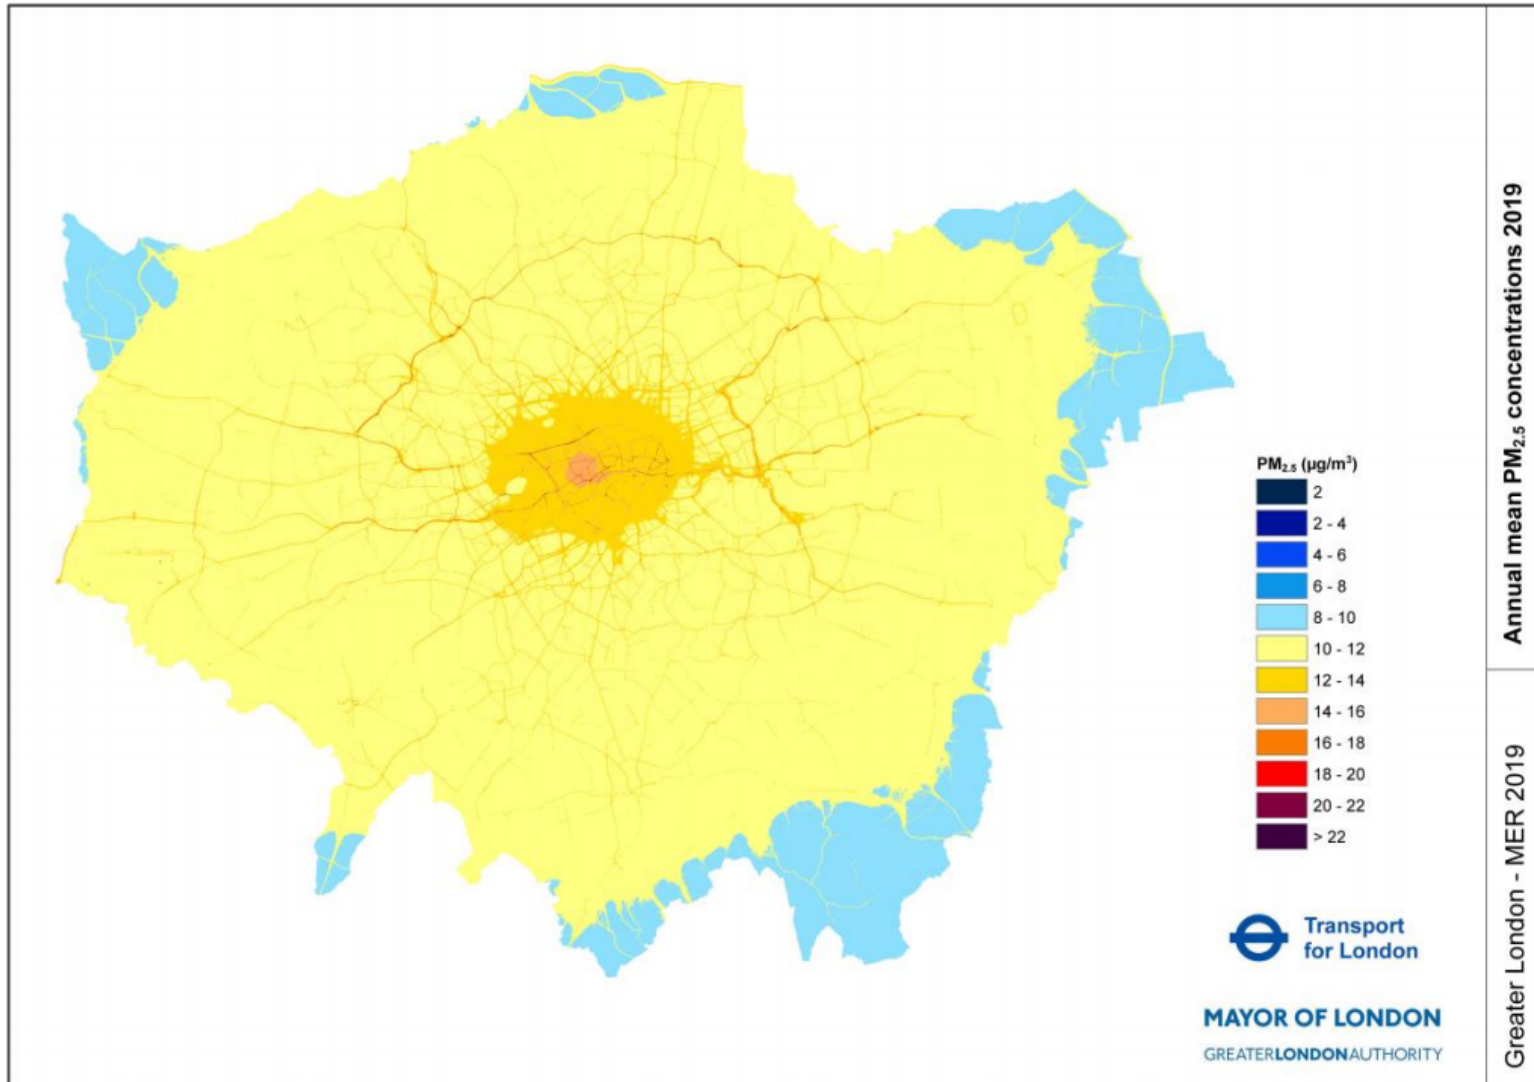 PM2.5 (µg/m3)
2
2 - 4
4 - 6
6 - 8
8 - 10
10 - 12
12 - 14
14 - 16
16 - 18
18 - 20
20 - 22
> 22
Transport
for London
MAYOR OF LONDON
GREATERLONDONAUTHORITY
Annual mean PM2.5 concentrations 2019
Greater London - MER 2019